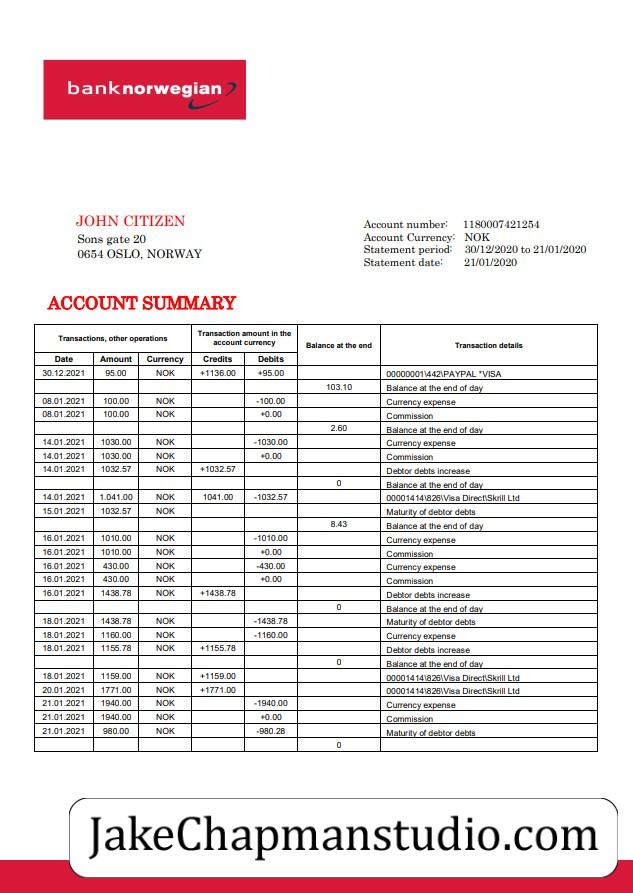 banknorwegian
JOHN CITIZEN
Sons gate 20
0654 OSLO, NORWAY
Account number: 1180007421254
Account Currency: NOK
Statement period: 30/12/2020 to 21/01/2020
Statement date: 21/01/2020
ACCOUNT SUMMARY
Transactions, other operations Transaction amount in the account currency Balance at the end Transaction details
Date Amount Currency Credits Debits
30.12.2021 95.00 NOK +1136.00 +95.00 00000001\442\PAYPAL *VISA
103.10 Balance at the end of day
08.01.2021 100.00 NOK -100.00 Currency expense
08.01.2021 100.00 NOK +0.00 Commission
2.60 Balance at the end of day
14.01.2021 1030.00 NOK -1030.00 Currency expense
14.01.2021 1030.00 NOK +0.00 Commission
14.01.2021 1032.57 NOK +1032.57 Debtor debts increase
0 Balance at the end of day
14.01.2021 1.041.00 NOK 1041.00 -1032.57 00001414\826\Visa Direct\Skrill Ltd
15.01.2021 1032.57 NOK Maturity of debtor debts
8.43 Balance at the end of day
16.01.2021 1010.00 NOK -1010.00 Currency expense
16.01.2021 1010.00 NOK +0.00 Commission
16.01.2021 430.00 NOK -430.00 Currency expense
16.01.2021 430.00 NOK +0.00 Commission
16.01.2021 1438.78 NOK +1438.78 Debtor debts increase
0 Balance at the end of day
18.01.2021 1438.78 NOK -1438.78 Maturity of debtor debts
18.01.2021 1160.00 NOK -1160.00 Currency expense
18.01.2021 1155.78 NOK +1155.78 Debtor debts increase
0 Balance at the end of day
18.01.2021 1159.00 NOK +1159.00 00001414\826\Visa Direct\Skrill Ltd
20.01.2021 1771.00 NOK +1771.00 00001414\826\Visa Direct\Skrill Ltd
21.01.2021 1940.00 NOK -1940.00 Currency expense
21.01.2021 1940.00 NOK +0.00 Commission
21.01.2021 980.00 NOK -980.28 Maturity of debtor debts
0
JakeChapmanstudio.com